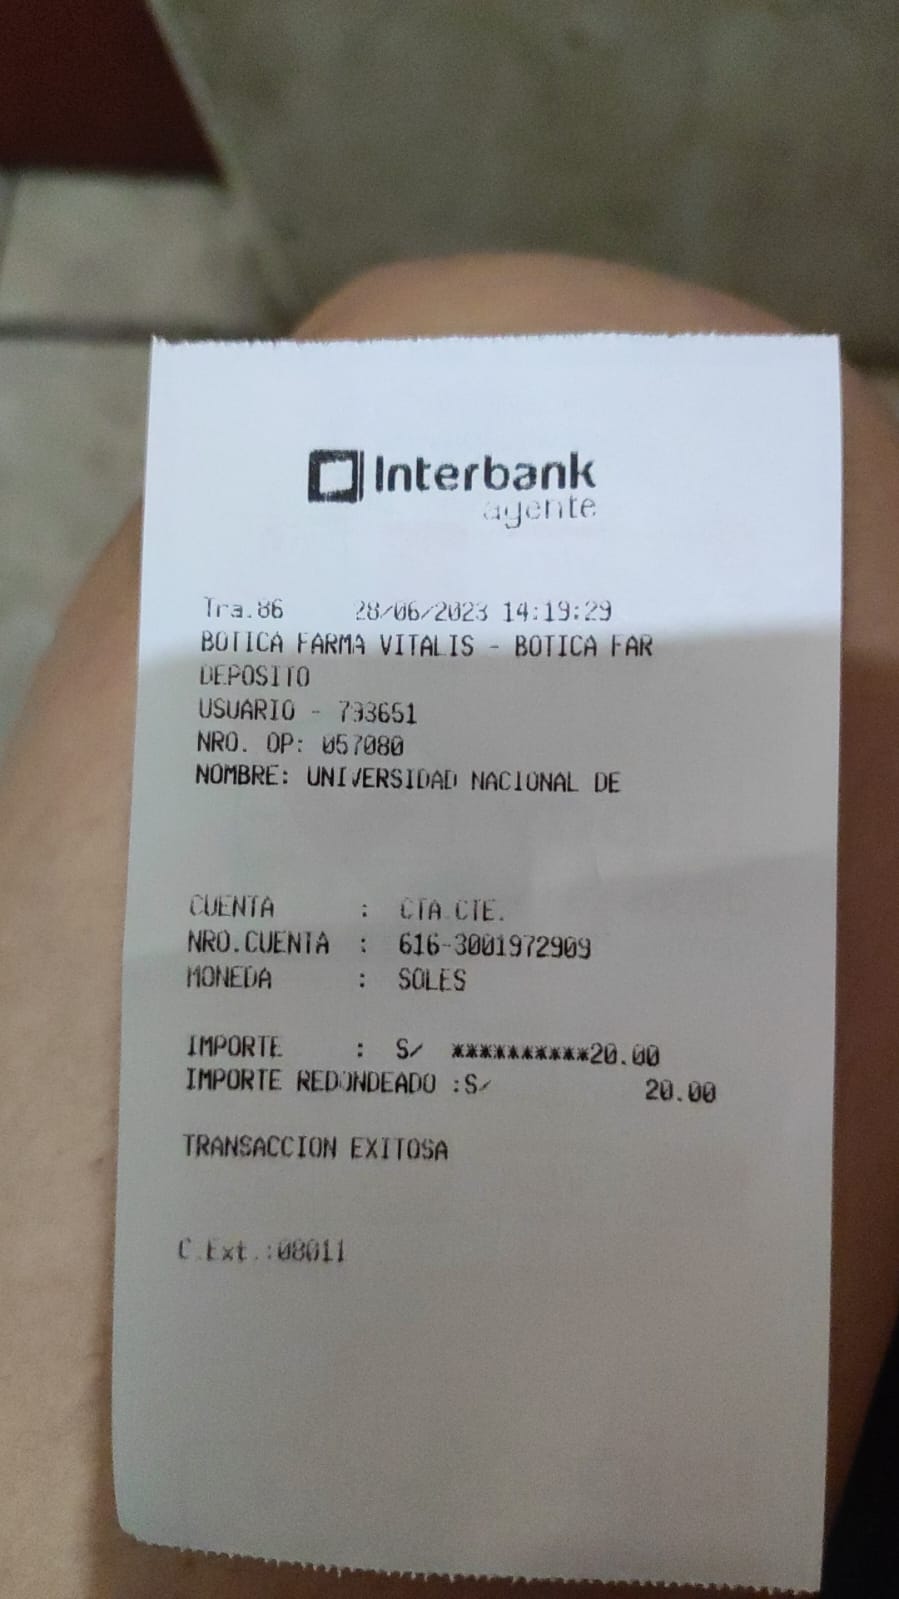 Interbank
agente
Tra.86 28/06/2023 14:19:29
BOTICA FARMA VITALIS - BOTICA FAR
DEPOSITO
USUARIO - 793651
NRO. OP: 057080
NOMBRE: UNIVERSIDAD NACIONAL DE
CUENTA : CTA.CTE.
NRO.CUENTA : 616-3001972909
MONEDA : SOLES
IMPORTE : S/ **********20.00
IMPORTE REDONDEADO :S/ 20.00
TRANSACCION EXITOSA
C.Ext.:08011